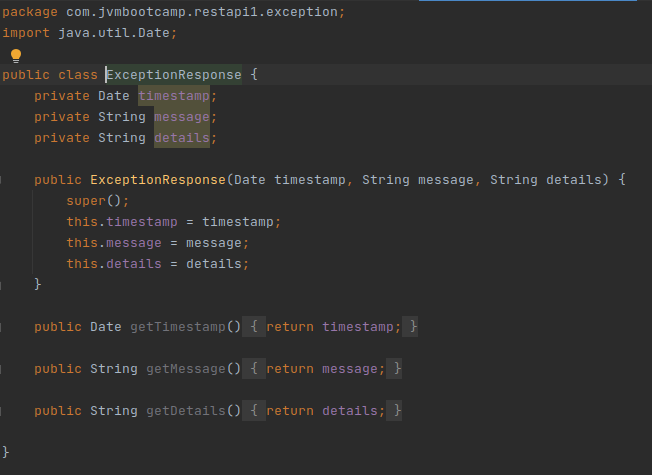 package com.jvmbootcamp.restapi1.exception;
import java.util.Date;
public class ExceptionResponse {
private Date timestamp;
private String message;
private String details;
public ExceptionResponse(Date timestamp, String message, String details) {
super();
this.timestamp = timestamp;
this.message = message;
this.details = details;
}
public Date getTimestamp() { return timestamp; }
public String getMessage() { return message; }
public String getDetails() { return details; }
}